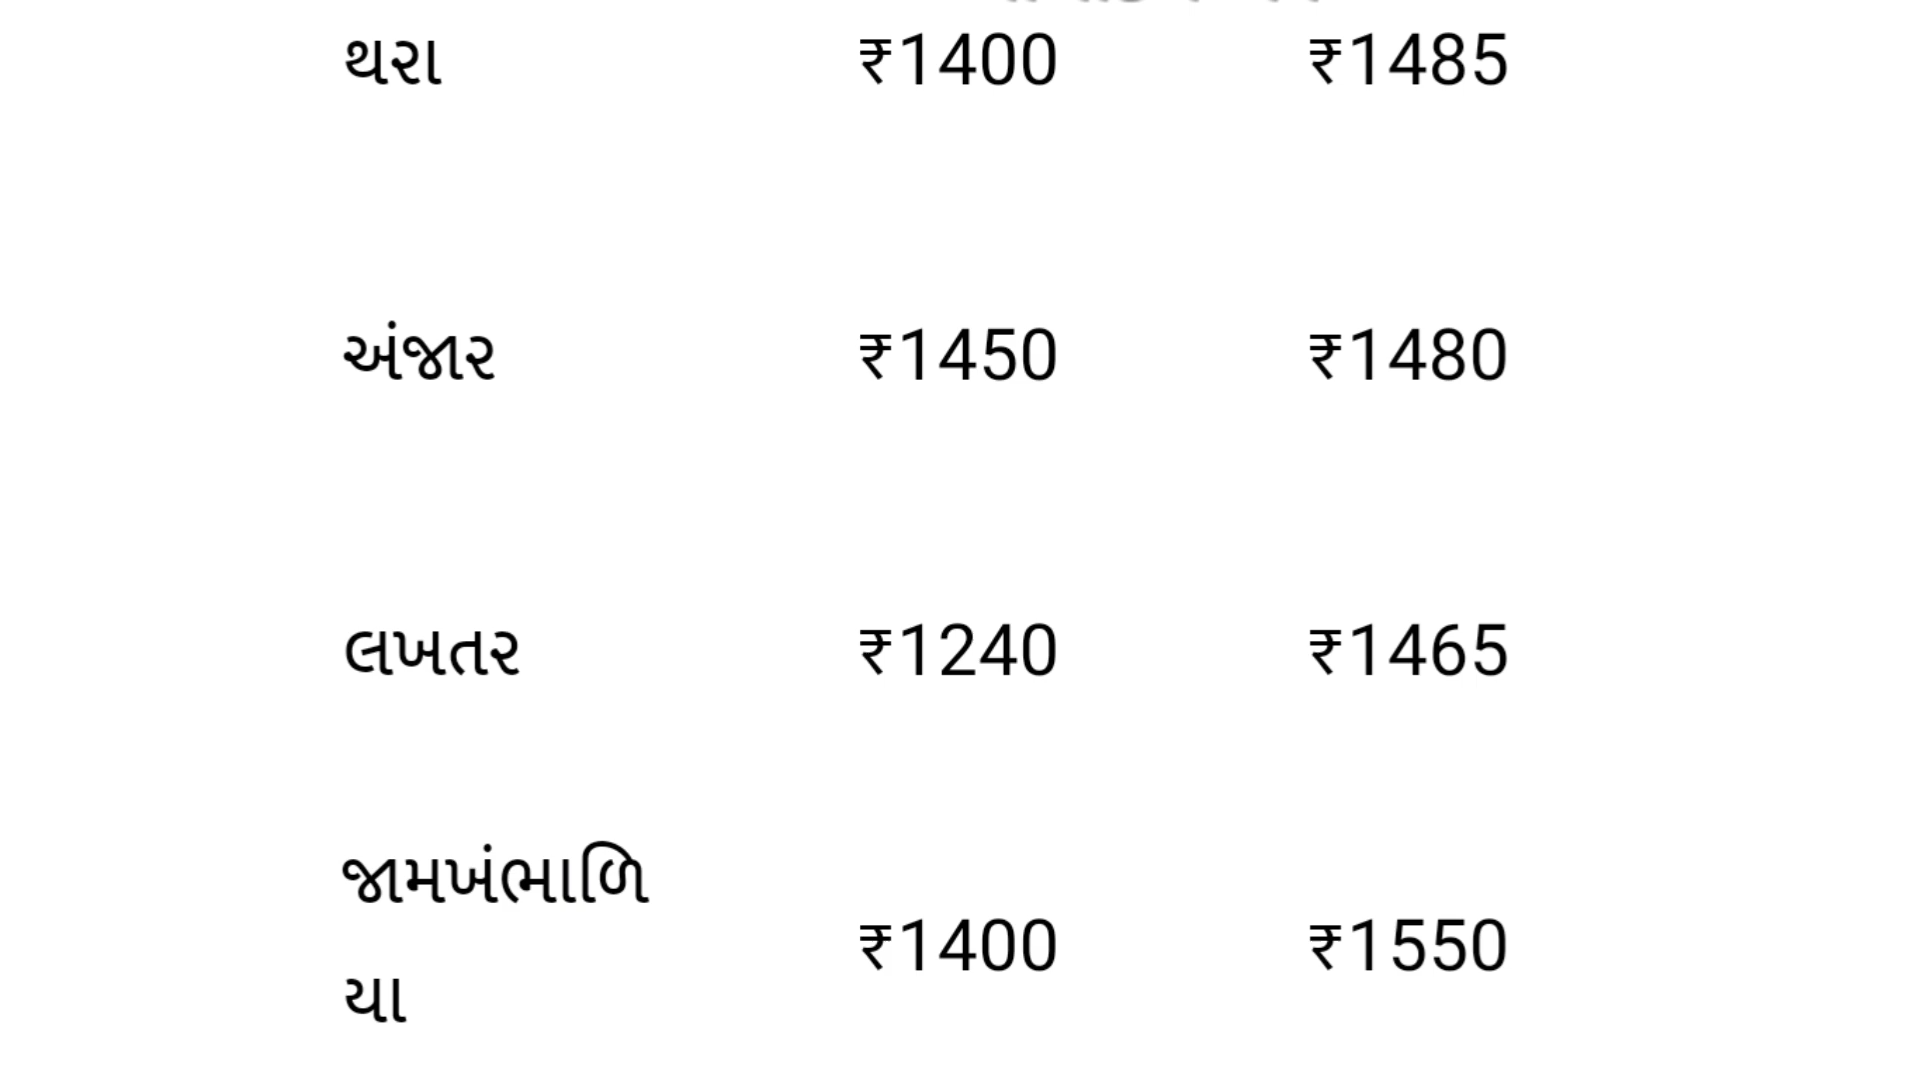 થરા ₹1400 ₹1485
અંજાર ₹1450 ₹1480
લખતર ₹1240 ₹1465
જામખંભાળિ
યા ₹1400 ₹1550